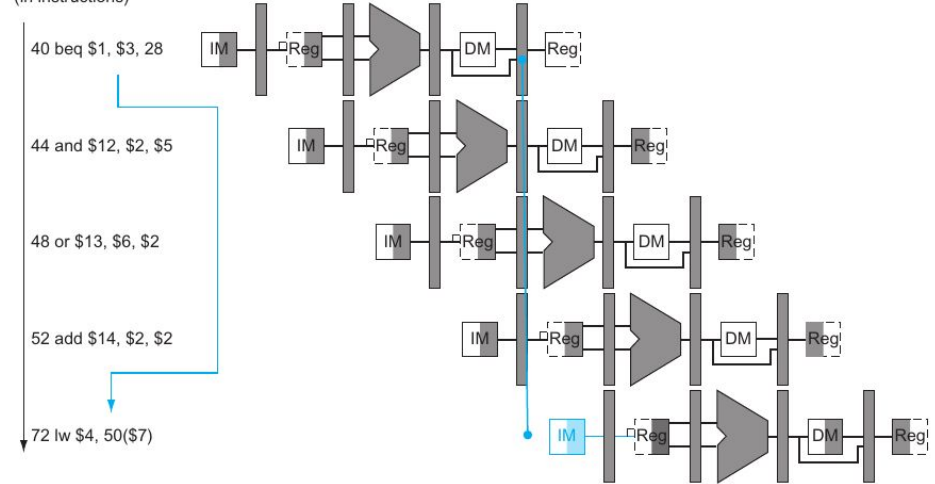 (in instructions)
40 beq $1, $3, 28
IM Reg DM Reg
44 and $12, $2, $5
IM Reg DM Reg
48 or $13, $6, $2
IM Reg DM Reg
52 add $14, $2, $2
IM Reg DM Reg
72 lw $4, 50($7)
IM Reg DM Reg